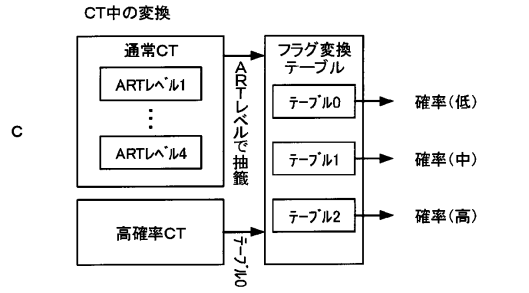 CT中の変換
C
通常CT
ARTレベル1
⋮
ARTレベル4
高確率CT
ARTレベルで抽籤
テーブル0
フラグ変換
テーブル
テーブル0
テーブル1
テーブル2
確率(低)
確率(中)
確率(高)